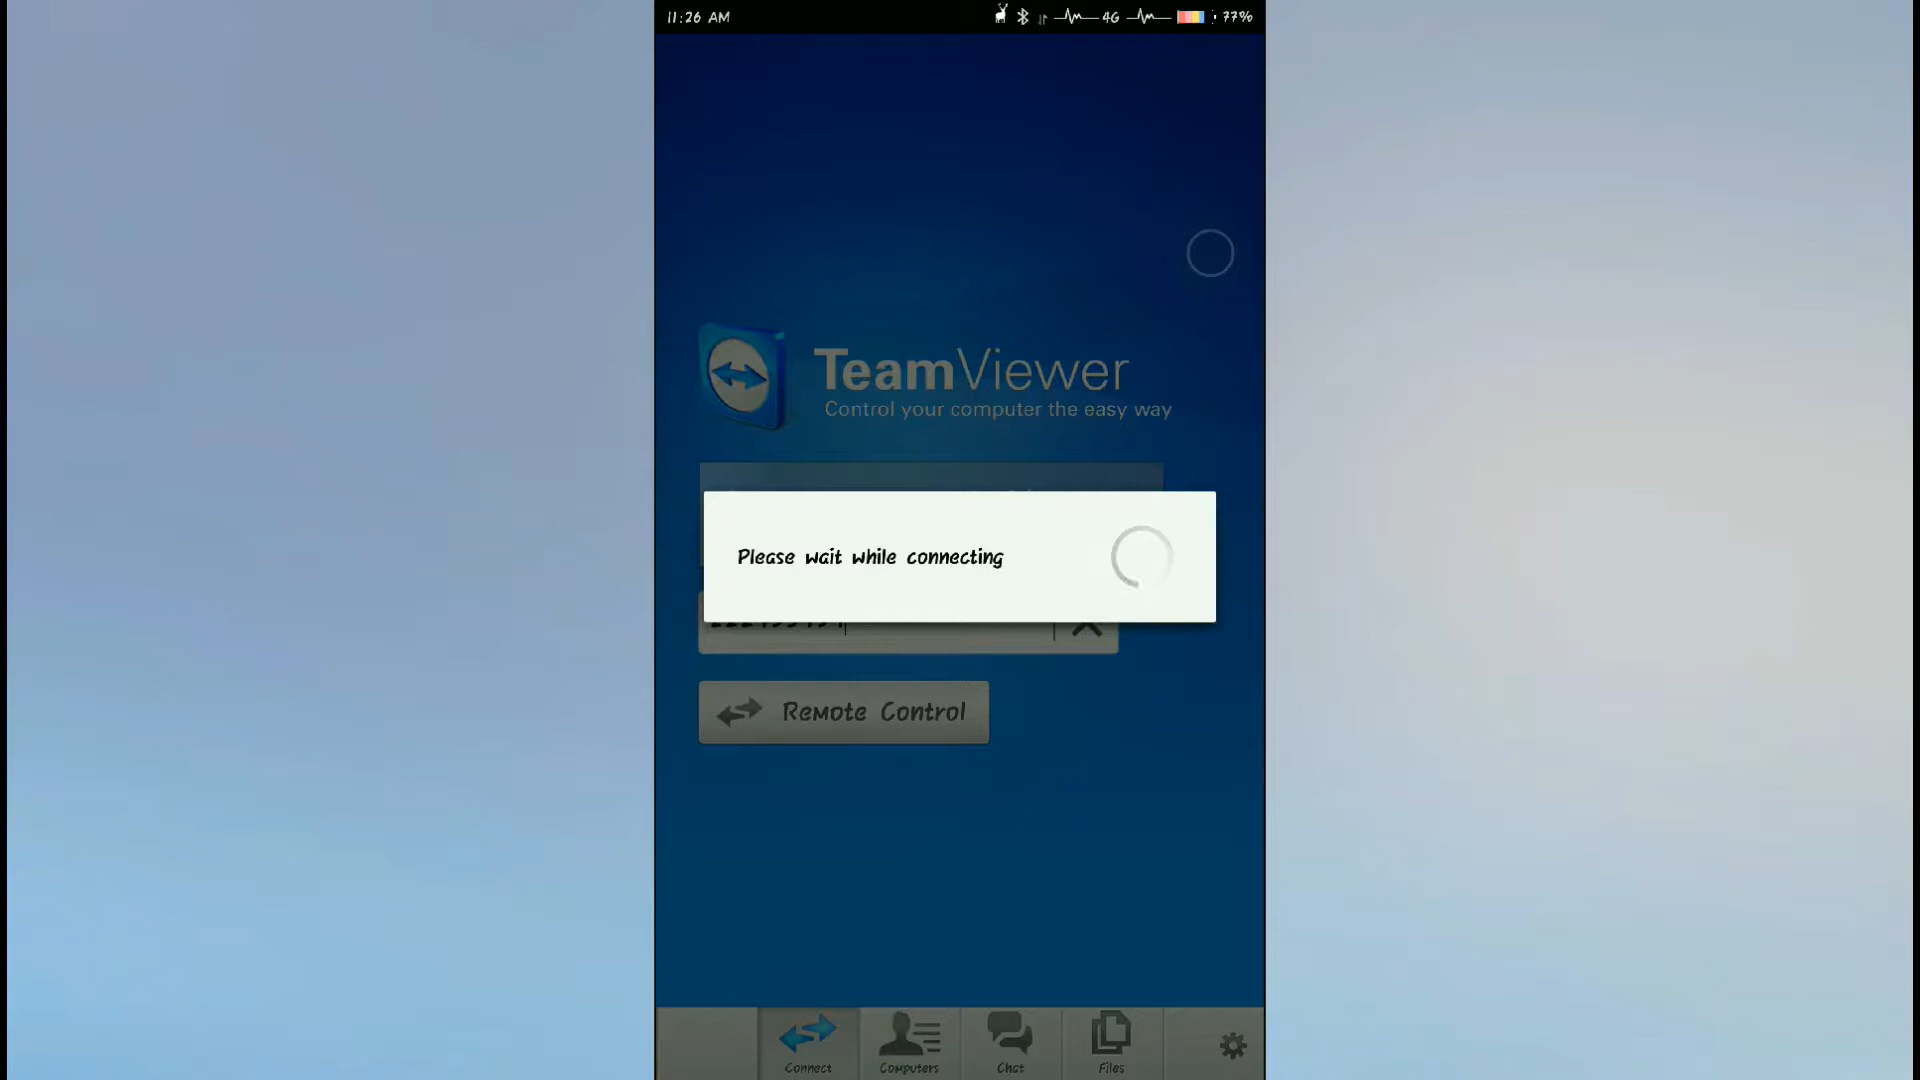 11:26 AM
4G
77%
TeamViewer
Control your computer the easy way
Please wait while connecting
Remote Control
Connect
Computers
Chat
Files